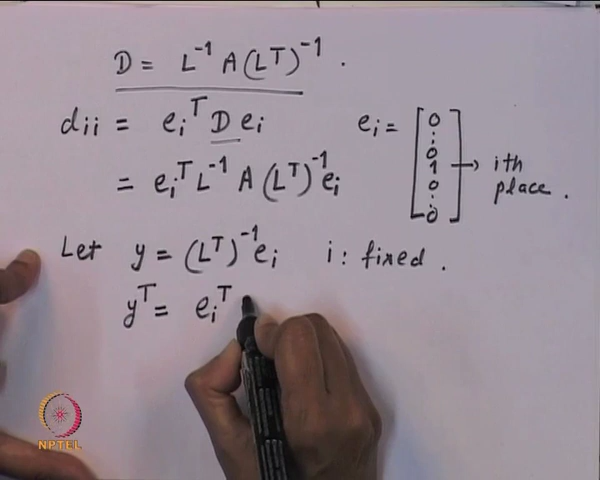 D = L⁻¹ A (Lᵀ)⁻¹ .
dii = eᵢᵀ D eᵢ
eᵢ = [0 ⋮ 0 1 0 ⋮ 0] → ith place .
= eᵢᵀ L⁻¹ A (Lᵀ)⁻¹ eᵢ
Let y = (Lᵀ)⁻¹ eᵢ i : fixed .
yᵀ = eᵢᵀ
NPTEL